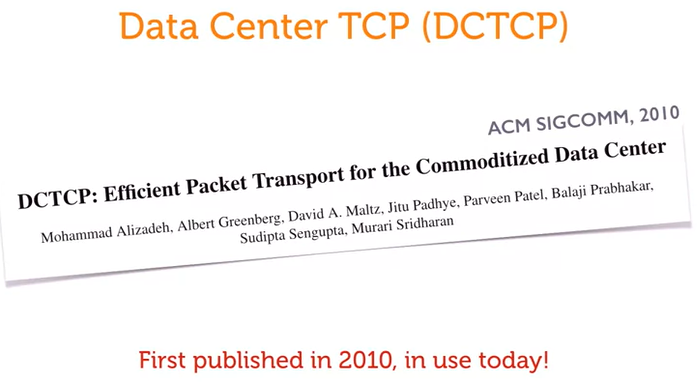 Data Center TCP (DCTCP)
ACM SIGCOMM, 2010
DCTCP: Efficient Packet Transport for the Commoditized Data Center
Mohammad Alizadeh, Albert Greenberg, David A. Maltz, Jitu Padhye, Parveen Patel, Balaji Prabhakar,
Sudipta Sengupta, Murari Sridharan
First published in 2010, in use today!